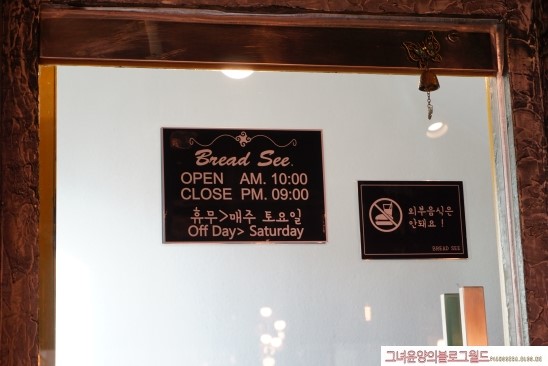 Bread See.
OPEN AM. 10:00
CLOSE PM. 09:00
휴무>매주 토요일
Off Day> Saturday
외부음식은
안돼요!
BREAD SEE
그녀윤양의블로그월드